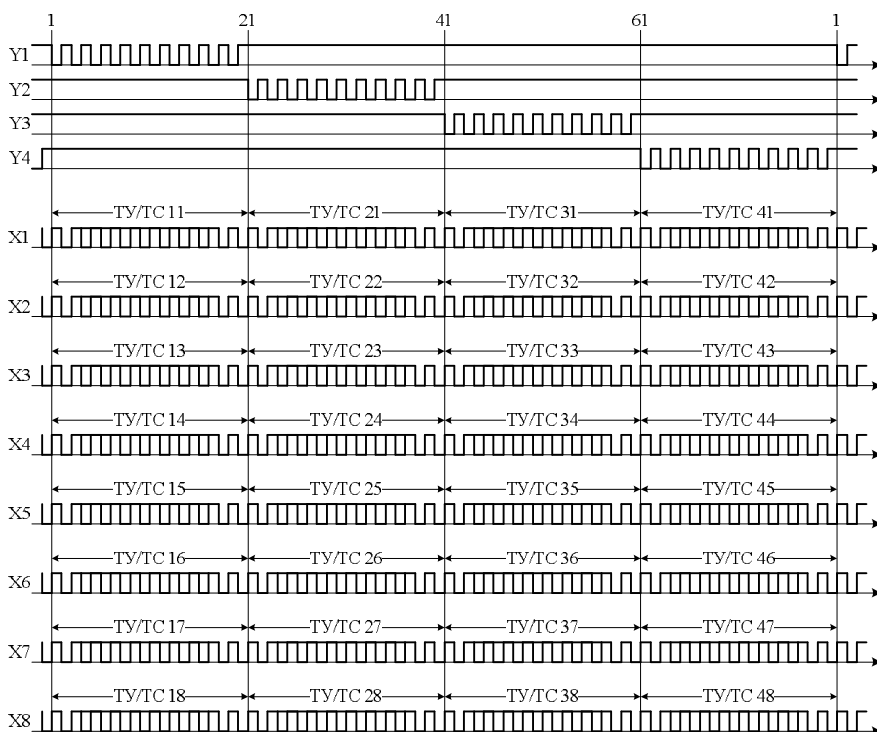 1 21 41 61 1
Y1
Y2
Y3
Y4
ТУ/ТС 11 ТУ/ТС 21 ТУ/ТС 31 ТУ/ТС 41
X1
ТУ/ТС 12 ТУ/ТС 22 ТУ/ТС 32 ТУ/ТС 42
X2
ТУ/ТС 13 ТУ/ТС 23 ТУ/ТС 33 ТУ/ТС 43
X3
ТУ/ТС 14 ТУ/ТС 24 ТУ/ТС 34 ТУ/ТС 44
X4
ТУ/ТС 15 ТУ/ТС 25 ТУ/ТС 35 ТУ/ТС 45
X5
ТУ/ТС 16 ТУ/ТС 26 ТУ/ТС 36 ТУ/ТС 46
X6
ТУ/ТС 17 ТУ/ТС 27 ТУ/ТС 37 ТУ/ТС 47
X7
ТУ/ТС 18 ТУ/ТС 28 ТУ/ТС 38 ТУ/ТС 48
X8